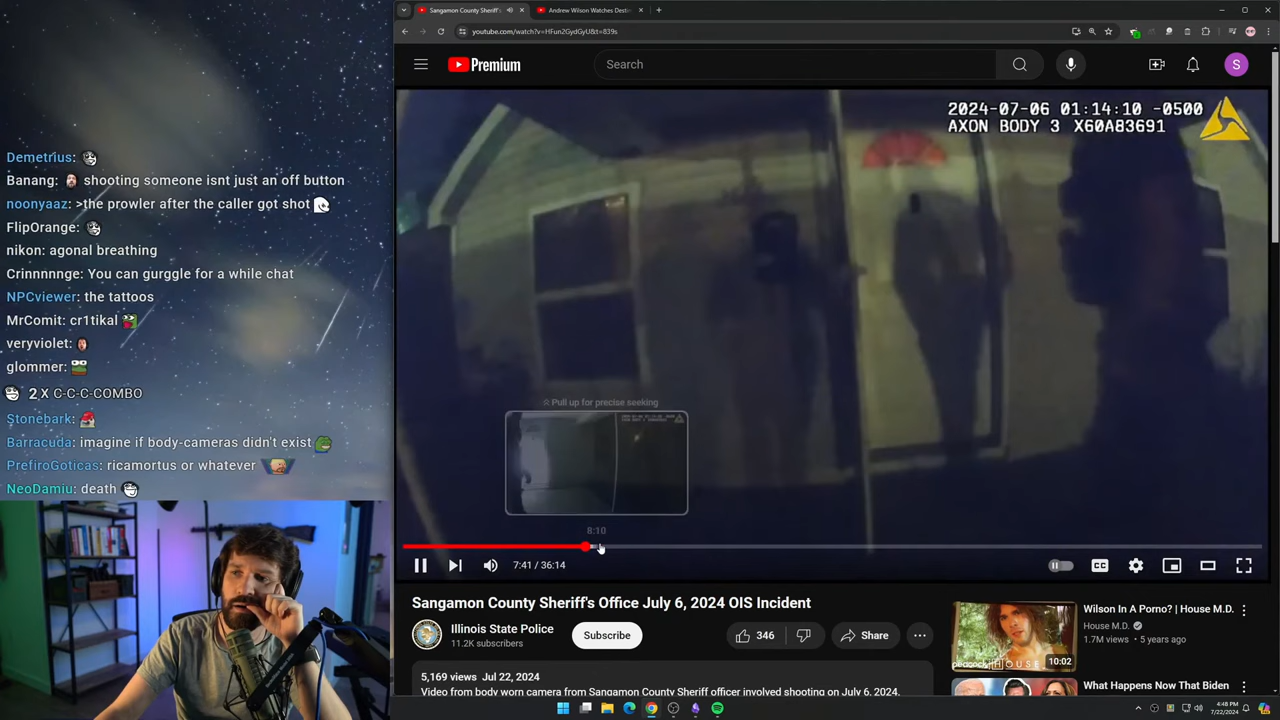 Demetrius:
Banang: shooting someone isnt just an off button
noonyaaz: >the prowler after the caller got shot
FlipOrange:
nikon: agonal breathing
Crinnnnnge: You can gurggle for a while chat
NPCviewer: the tattoos
MrComit: cr1tikal
veryviolet:
glommer:
2 X C-C-C-COMBO
Stonebark:
Barracuda: imagine if body-cameras didn't exist
PrefiroGoticas: ricamortus or whatever
NeoDamiu: death
Sangamon County Sheriff's
Andrew Wilson Watches Desti
youtube.com/watch?v=HFun2GydGyU&t=839s
Premium
Search
S
2024-07-06 01:14:10 -0500
AXON BODY 3 X60A83691
Pull up for precise seeking
8:10
7:41 / 36:14
CC
Sangamon County Sheriff's Office July 6, 2024 OIS Incident
Illinois State Police
11.2K subscribers
Subscribe
346
Share
5,169 views Jul 22, 2024
Video from body worn camera from Sangamon County Sheriff officer involved shooting on July 6, 2024.
Wilson In A Porno? | House M.D.
House M.D.
1.7M views • 5 years ago
peacock HOUSE
10:02
What Happens Now That Biden
4:48 PM
7/22/2024